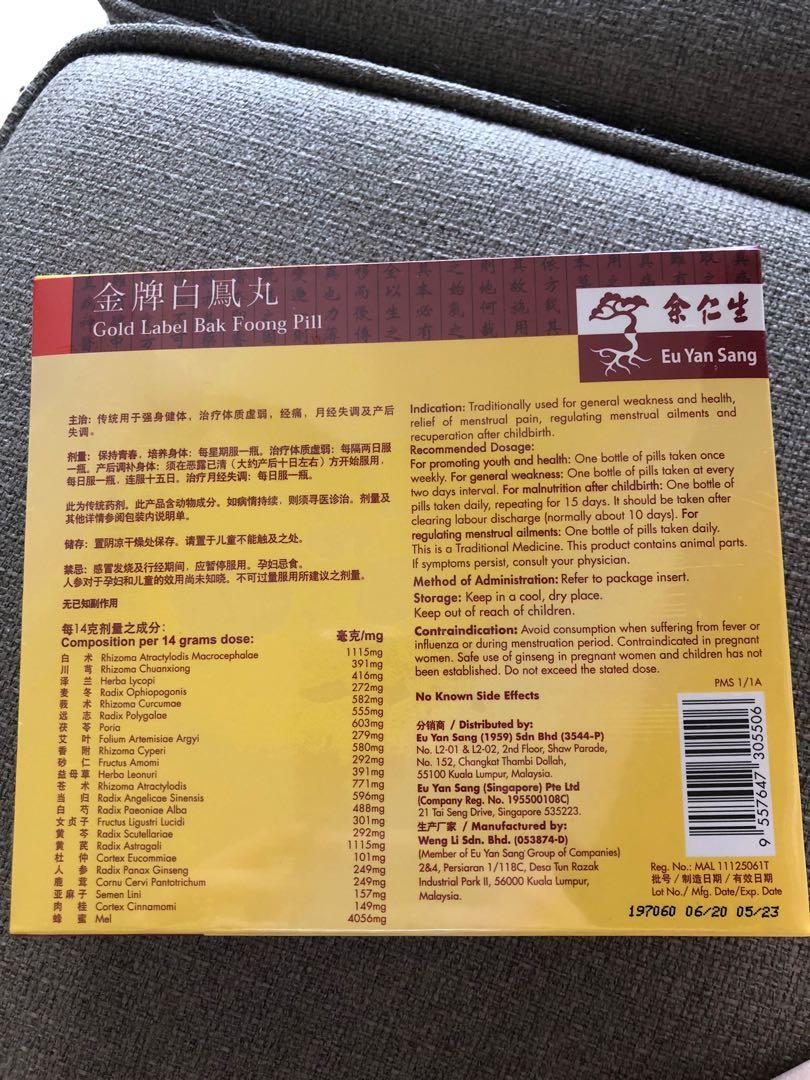 金牌白鳳丸
Gold Label Bak Foong Pill
余仁生
Eu Yan Sang
主治: 传统用于强身健体，治疗体质虚弱，经痛，月经失调及产后
失调。
剂量: 保持青春，培养身体: 每星期服一瓶。治疗体质虚弱: 每隔两日服
一瓶。产后调补身体: 须在恶露已清（大约产后十日左右）方开始服用，
每日服一瓶，连服十五日。治疗月经失调: 每日服一瓶。
此为传统药剂。此产品含动物成分。如病情持续，则须寻医诊治。剂量及
其他详情参阅包装内说明单。
储存: 置阴凉干燥处保存。请置于儿童不能触及之处。
禁忌: 感冒发烧及行经期间，应暂停服用。孕妇忌食。
人参对于孕妇和儿童的效用尚未知晓。不可过量服用所建议之剂量。
无已知副作用
每14克剂量之成分:
Composition per 14 grams dose: 毫克/mg
白术 Rhizoma Atractylodis Macrocephalae 1115mg
川芎 Rhizoma Chuanxiong 391mg
泽兰 Herba Lycopi 416mg
麦冬 Radix Ophiopogonis 272mg
莪术 Rhizoma Curcumae 582mg
远志 Radix Polygalae 555mg
茯苓 Poria 603mg
艾叶 Folium Artemisiae Argyi 279mg
香附 Rhizoma Cyperi 580mg
砂仁 Fructus Amomi 292mg
益母草 Herba Leonuri 391mg
苍术 Rhizoma Atractylodis 771mg
当归 Radix Angelicae Sinensis 596mg
白芍 Radix Paeoniae Alba 488mg
女贞子 Fructus Ligustri Lucidi 301mg
黄芩 Radix Scutellariae 292mg
黄芪 Radix Astragali 1115mg
杜仲 Cortex Eucommiae 101mg
人参 Radix Panax Ginseng 249mg
鹿茸 Cornu Cervi Pantotrichum 249mg
亚麻子 Semen Lini 157mg
肉桂 Cortex Cinnamomi 149mg
蜂蜜 Mel 4056mg
Indication: Traditionally used for general weakness and health,
relief of menstrual pain, regulating menstrual ailments and
recuperation after childbirth.
Recommended Dosage:
For promoting youth and health: One bottle of pills taken once
weekly. For general weakness: One bottle of pills taken at every
two days interval. For malnutrition after childbirth: One bottle of
pills taken daily, repeating for 15 days. It should be taken after
clearing labour discharge (normally about 10 days). For
regulating menstrual ailments: One bottle of pills taken daily.
This is a Traditional Medicine. This product contains animal parts.
If symptoms persist, consult your physician.
Method of Administration: Refer to package insert.
Storage: Keep in a cool, dry place.
Keep out of reach of children.
Contraindication: Avoid consumption when suffering from fever or
influenza or during menstruation period. Contraindicated in pregnant
women. Safe use of ginseng in pregnant women and children has not
been established. Do not exceed the stated dose.
PMS 1/1A
No Known Side Effects
分销商 / Distributed by:
Eu Yan Sang (1959) Sdn Bhd (3544-P)
No. L2-01 & L2-02, 2nd Floor, Shaw Parade,
No. 152, Changkat Thambi Dollah,
55100 Kuala Lumpur, Malaysia.
Eu Yan Sang (Singapore) Pte Ltd
(Company Reg. No. 195500108C)
21 Tai Seng Drive, Singapore 535223.
生产厂家 / Manufactured by:
Weng Li Sdn. Bhd. (053874-D)
(Member of Eu Yan Sang Group of Companies)
2&4, Persiaran 1/118C, Desa Tun Razak
Industrial Park II, 56000 Kuala Lumpur,
Malaysia.
9 557647 305506
Reg. No.: MAL 11125061T
批号 / 制造日期 / 有效日期
Lot No./ Mfg. Date/Exp. Date
197060 06/20 05/23